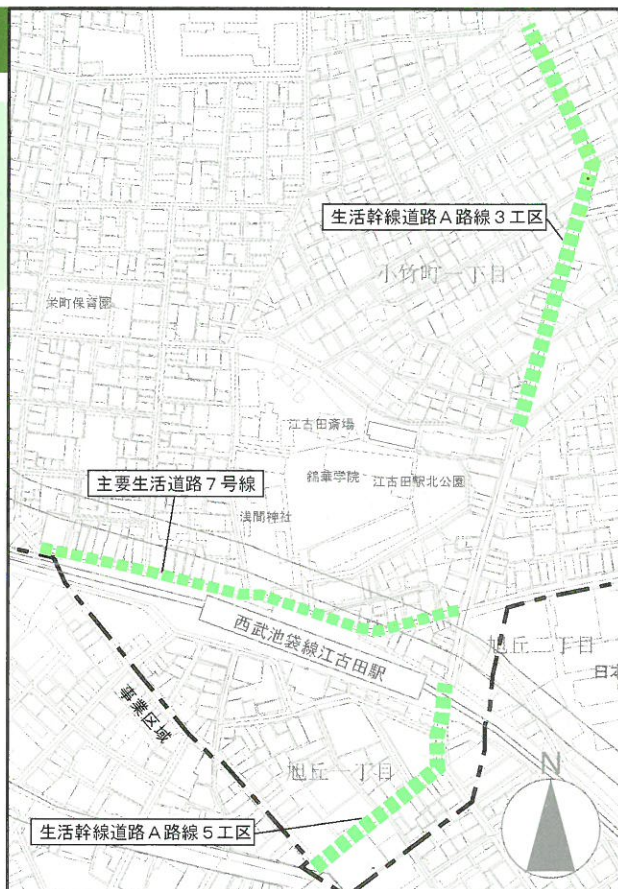 生活幹線道路A路線3工区
小竹町一丁目
栄町保育園
江古田斎場
錦華学院
江古田駅北公園
主要生活道路7号線
浅間神社
西武池袋線江古田駅
旭丘二丁目
日本
事業区域
旭丘一丁目
N
生活幹線道路A路線5工区